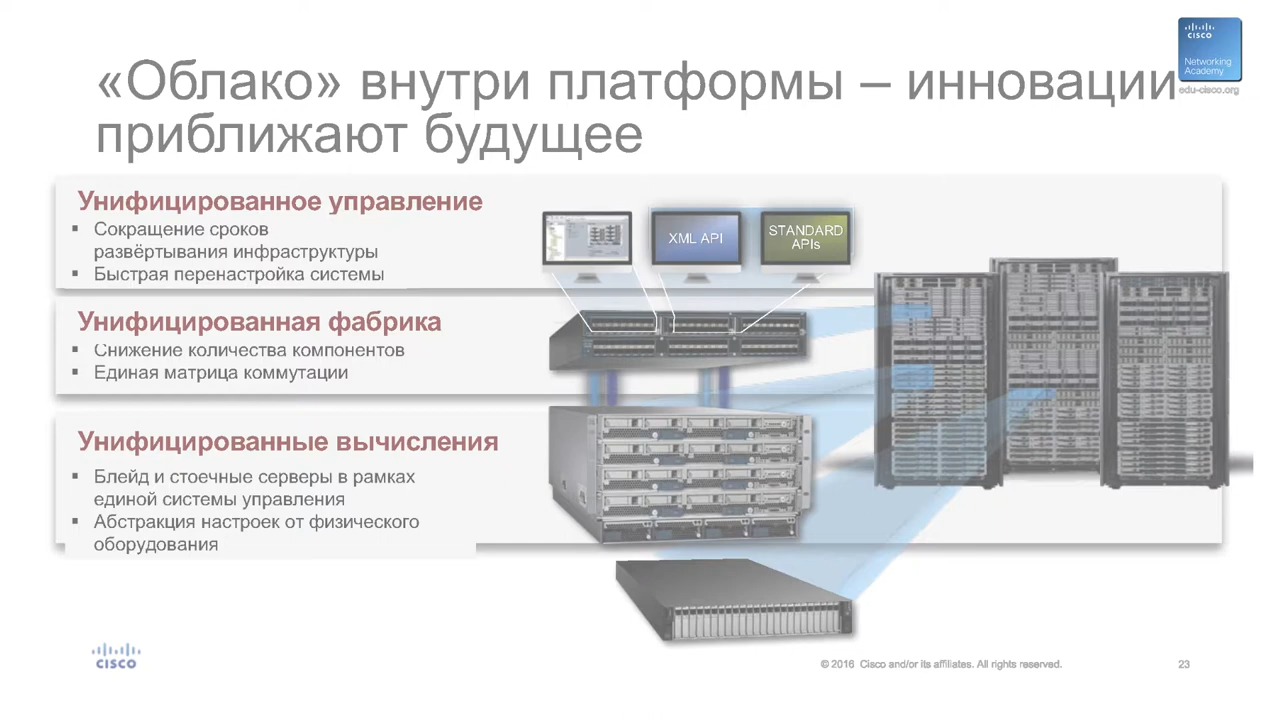 CISCO
Networking
Academy
edu-cisco.org
«Облако» внутри платформы – инновации
приближают будущее
Унифицированное управление
▪ Сокращение сроков
развёртывания инфраструктуры
▪ Быстрая перенастройка системы
XML API
STANDARD
APIs
Унифицированная фабрика
▪ Снижение количества компонентов
▪ Единая матрица коммутации
Унифицированные вычисления
▪ Блейд и стоечные серверы в рамках
единой системы управления
▪ Абстракция настроек от физического
оборудования
CISCO
© 2016 Cisco and/or its affiliates. All rights reserved.
23